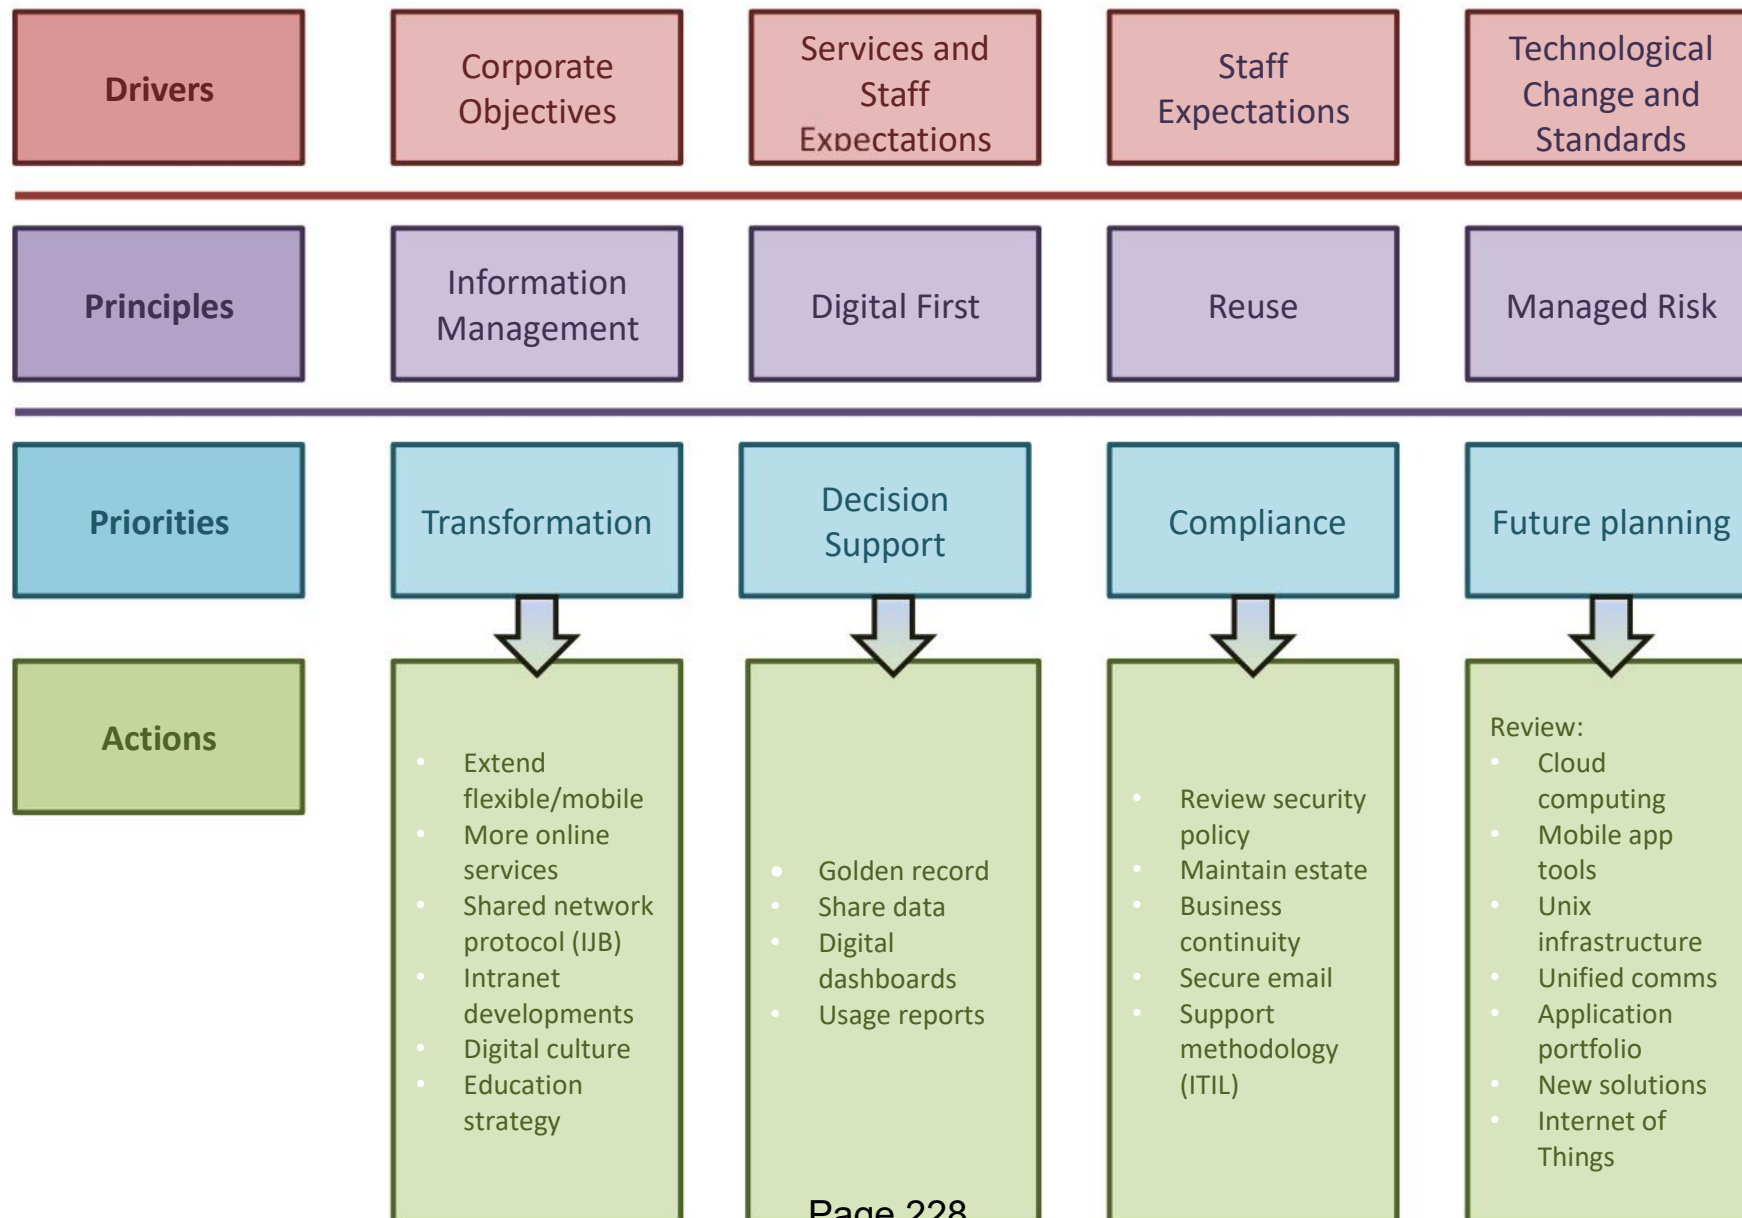 Drivers
Corporate
Objectives
Services and
Staff
Expectations
Staff
Expectations
Technological
Change and
Standards
Principles
Information
Management
Digital First
Reuse
Managed Risk
Priorities
Transformation
Decision
Support
Compliance
Future planning
Actions
• Extend
flexible/mobile
• More online
services
• Shared network
protocol (IJB)
• Intranet
developments
• Digital culture
• Education
strategy
• Golden record
• Share data
• Digital
dashboards
• Usage reports
• Review security
policy
• Maintain estate
• Business
continuity
• Secure email
• Support
methodology
(ITIL)
Review:
• Cloud
computing
• Mobile app
tools
• Unix
infrastructure
• Unified comms
• Application
portfolio
• New solutions
• Internet of
Things
Page 228